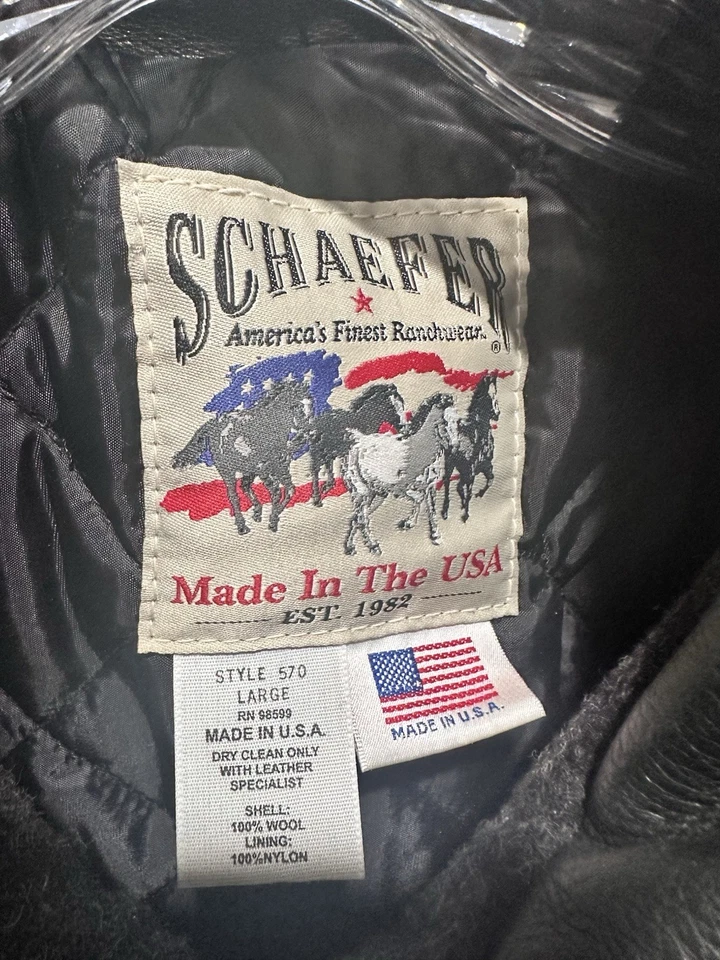 SCHAEFER
America's Finest Ranchwear.
®
Made In The USA
EST. 1982
STYLE 570
LARGE
RN 98599
MADE IN U.S.A.
DRY CLEAN ONLY
WITH LEATHER
SPECIALIST
SHELL:
100% WOOL
LINING:
100%NYLON
MADE IN U.S.A.